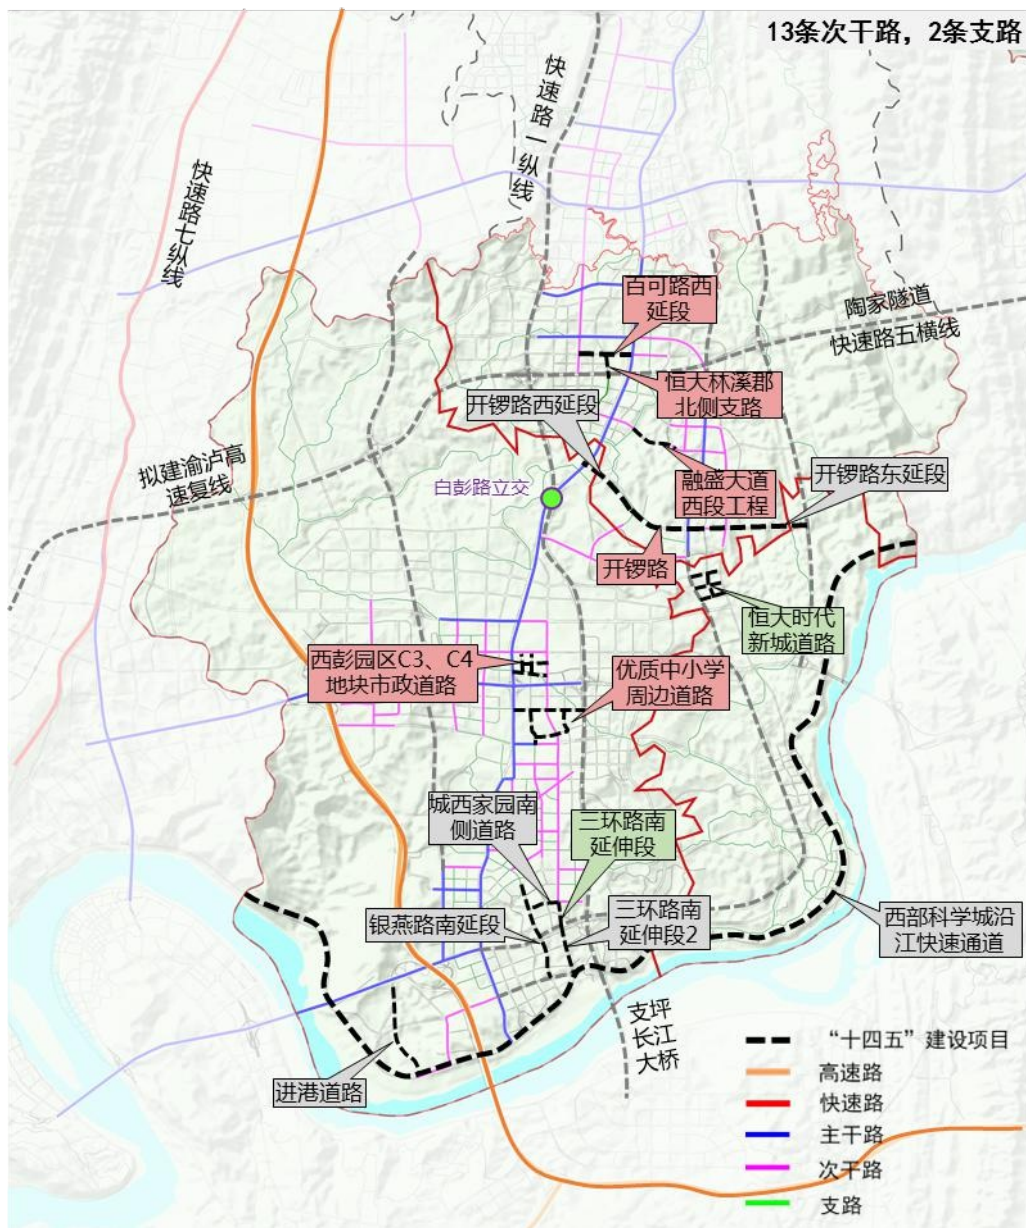 13条次干路，2条支路
快速路一纵线
快速路七纵线
百可路西
延段
陶家隧道
快速路五横线
恒大林溪郡
北侧支路
开锣路西延段
拟建渝泸高
速复线
白彭路立交
融盛大道
西段工程
开锣路东延段
开锣路
恒大时代
新城道路
西彭园区C3、C4
地块市政道路
优质中小学
周边道路
城西家园南
侧道路
三环路南
延伸段
银燕路南延段
三环路南
延伸段2
西部科学城沿
江快速通道
支坪
长江
大桥
进港道路
“十四五”建设项目
高速路
快速路
主干路
次干路
支路